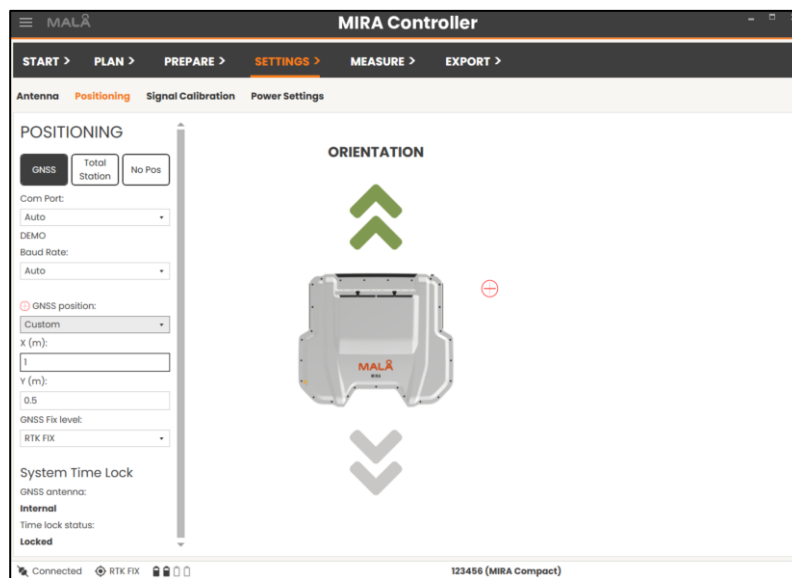 MALÅ
MIRA Controller
START > PLAN > PREPARE > SETTINGS > MEASURE > EXPORT >
Antenna Positioning Signal Calibration Power Settings
POSITIONING
GNSS Total Station No Pos
Com Port:
Auto
DEMO
Baud Rate:
Auto
GNSS position:
Custom
X (m):
1
Y (m):
0.5
GNSS Fix level:
RTK FIX
System Time Lock
GNSS antenna:
Internal
Time lock status:
Locked
ORIENTATION
MALÅ
MIRA
Connected RTK FIX 123456 (MIRA Compact)